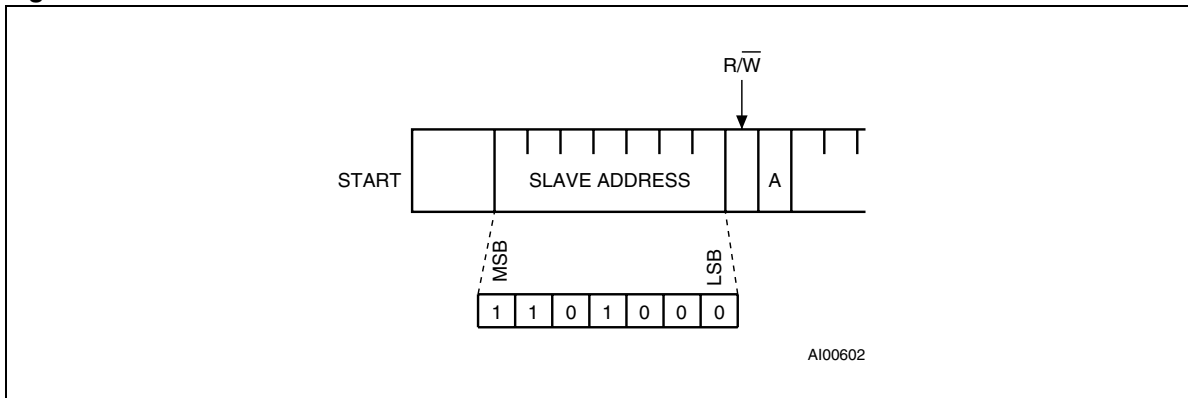 R/W̅
START
SLAVE ADDRESS
A
MSB
LSB
1 1 0 1 0 0 0
AI00602